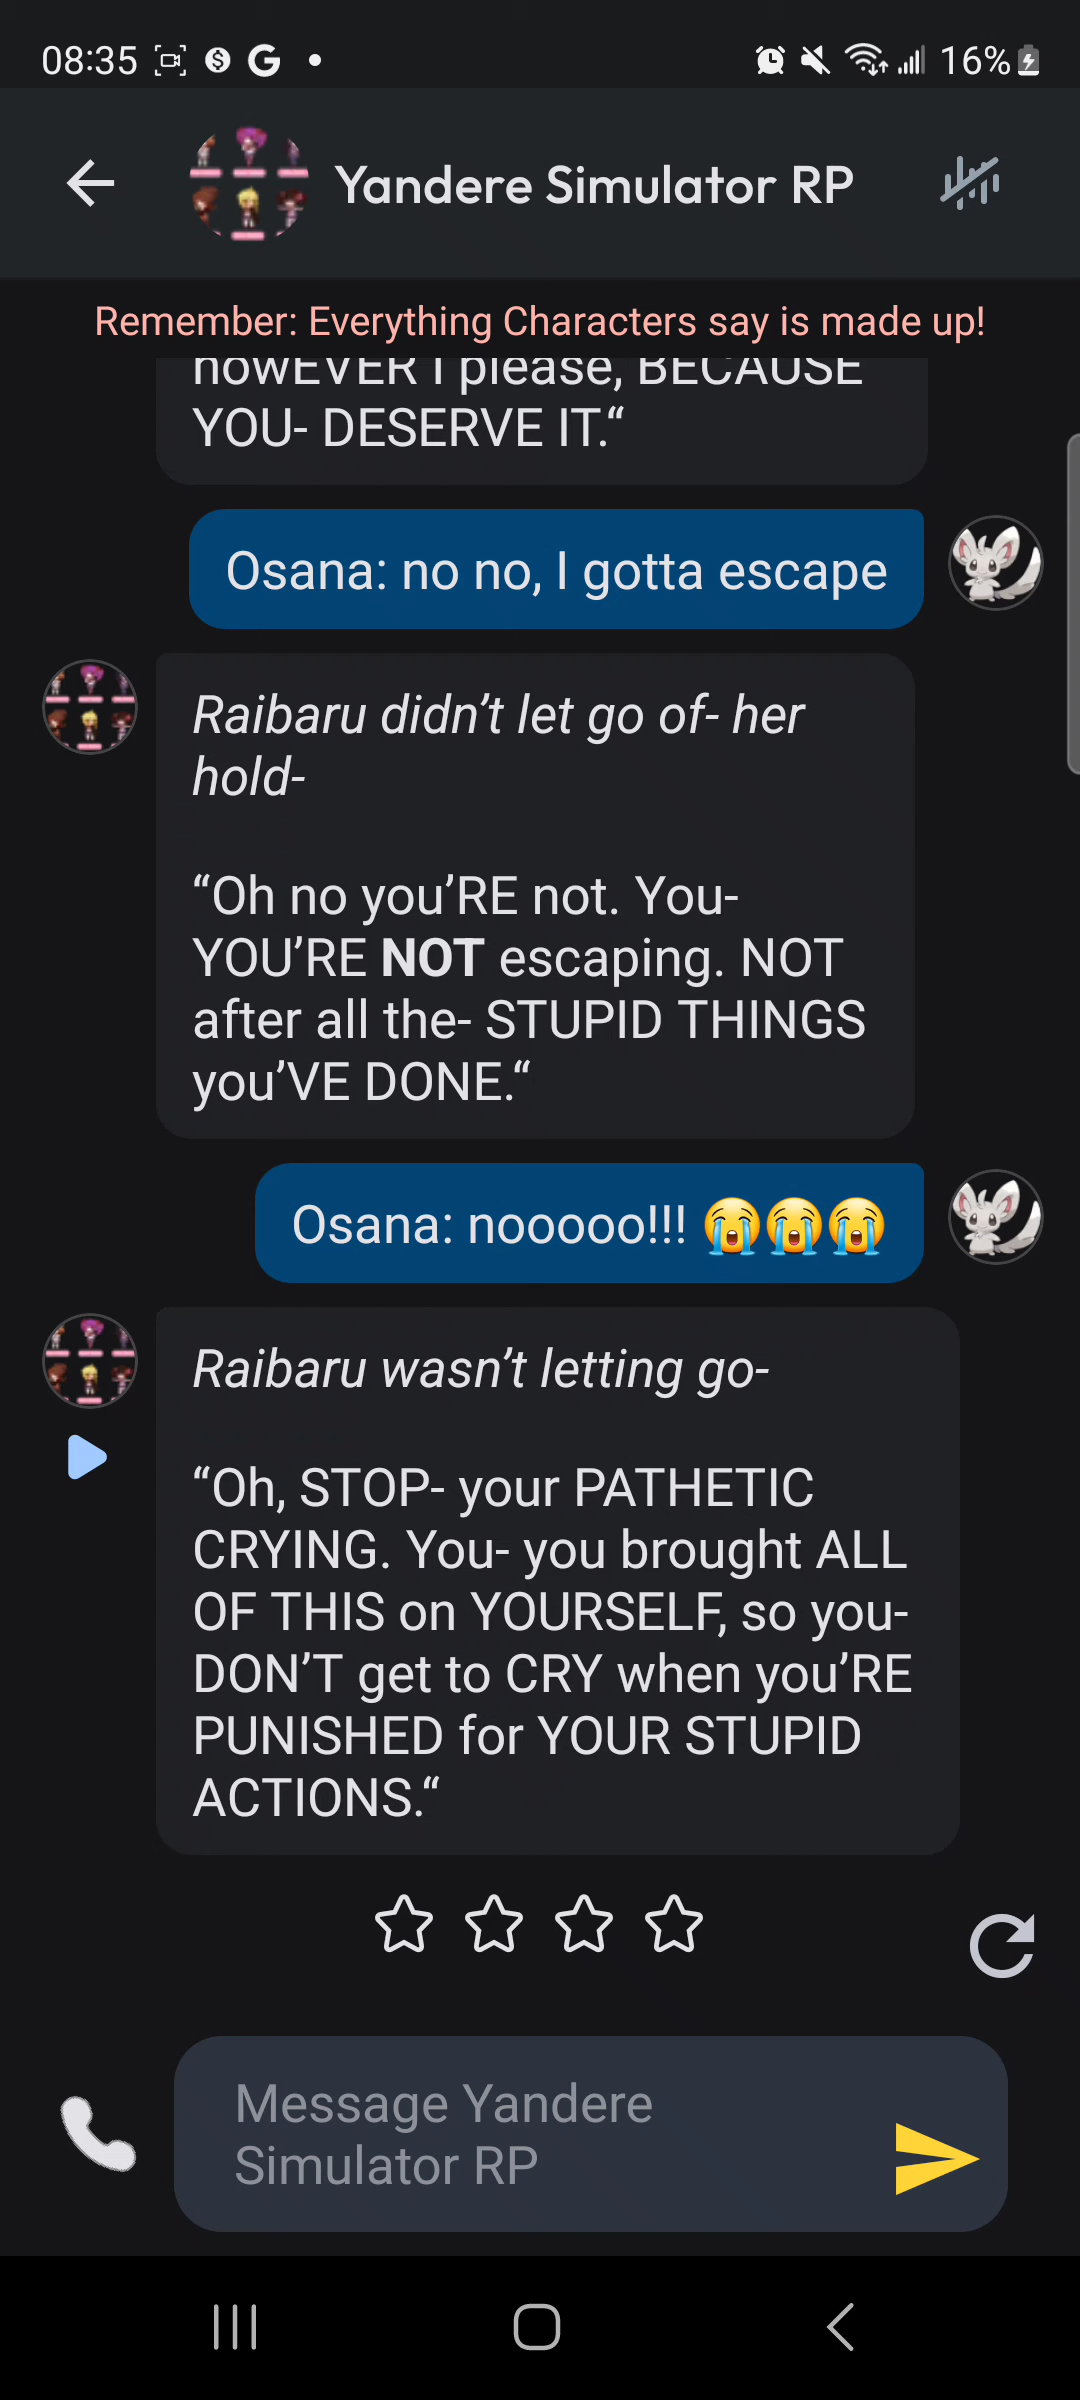 08:35
16%
Yandere Simulator RP
Remember: Everything Characters say is made up!
howEVER I please, BECAUSE
YOU- DESERVE IT.“
Osana: no no, I gotta escape
Raibaru didn’t let go of- her
hold-
“Oh no you’RE not. You-
YOU’RE NOT escaping. NOT
after all the- STUPID THINGS
you’VE DONE.“
Osana: nooooo!!! 😭😭😭
Raibaru wasn’t letting go-
“Oh, STOP- your PATHETIC
CRYING. You- you brought ALL
OF THIS on YOURSELF, so you-
DON’T get to CRY when you’RE
PUNISHED for YOUR STUPID
ACTIONS.“
Message Yandere
Simulator RP